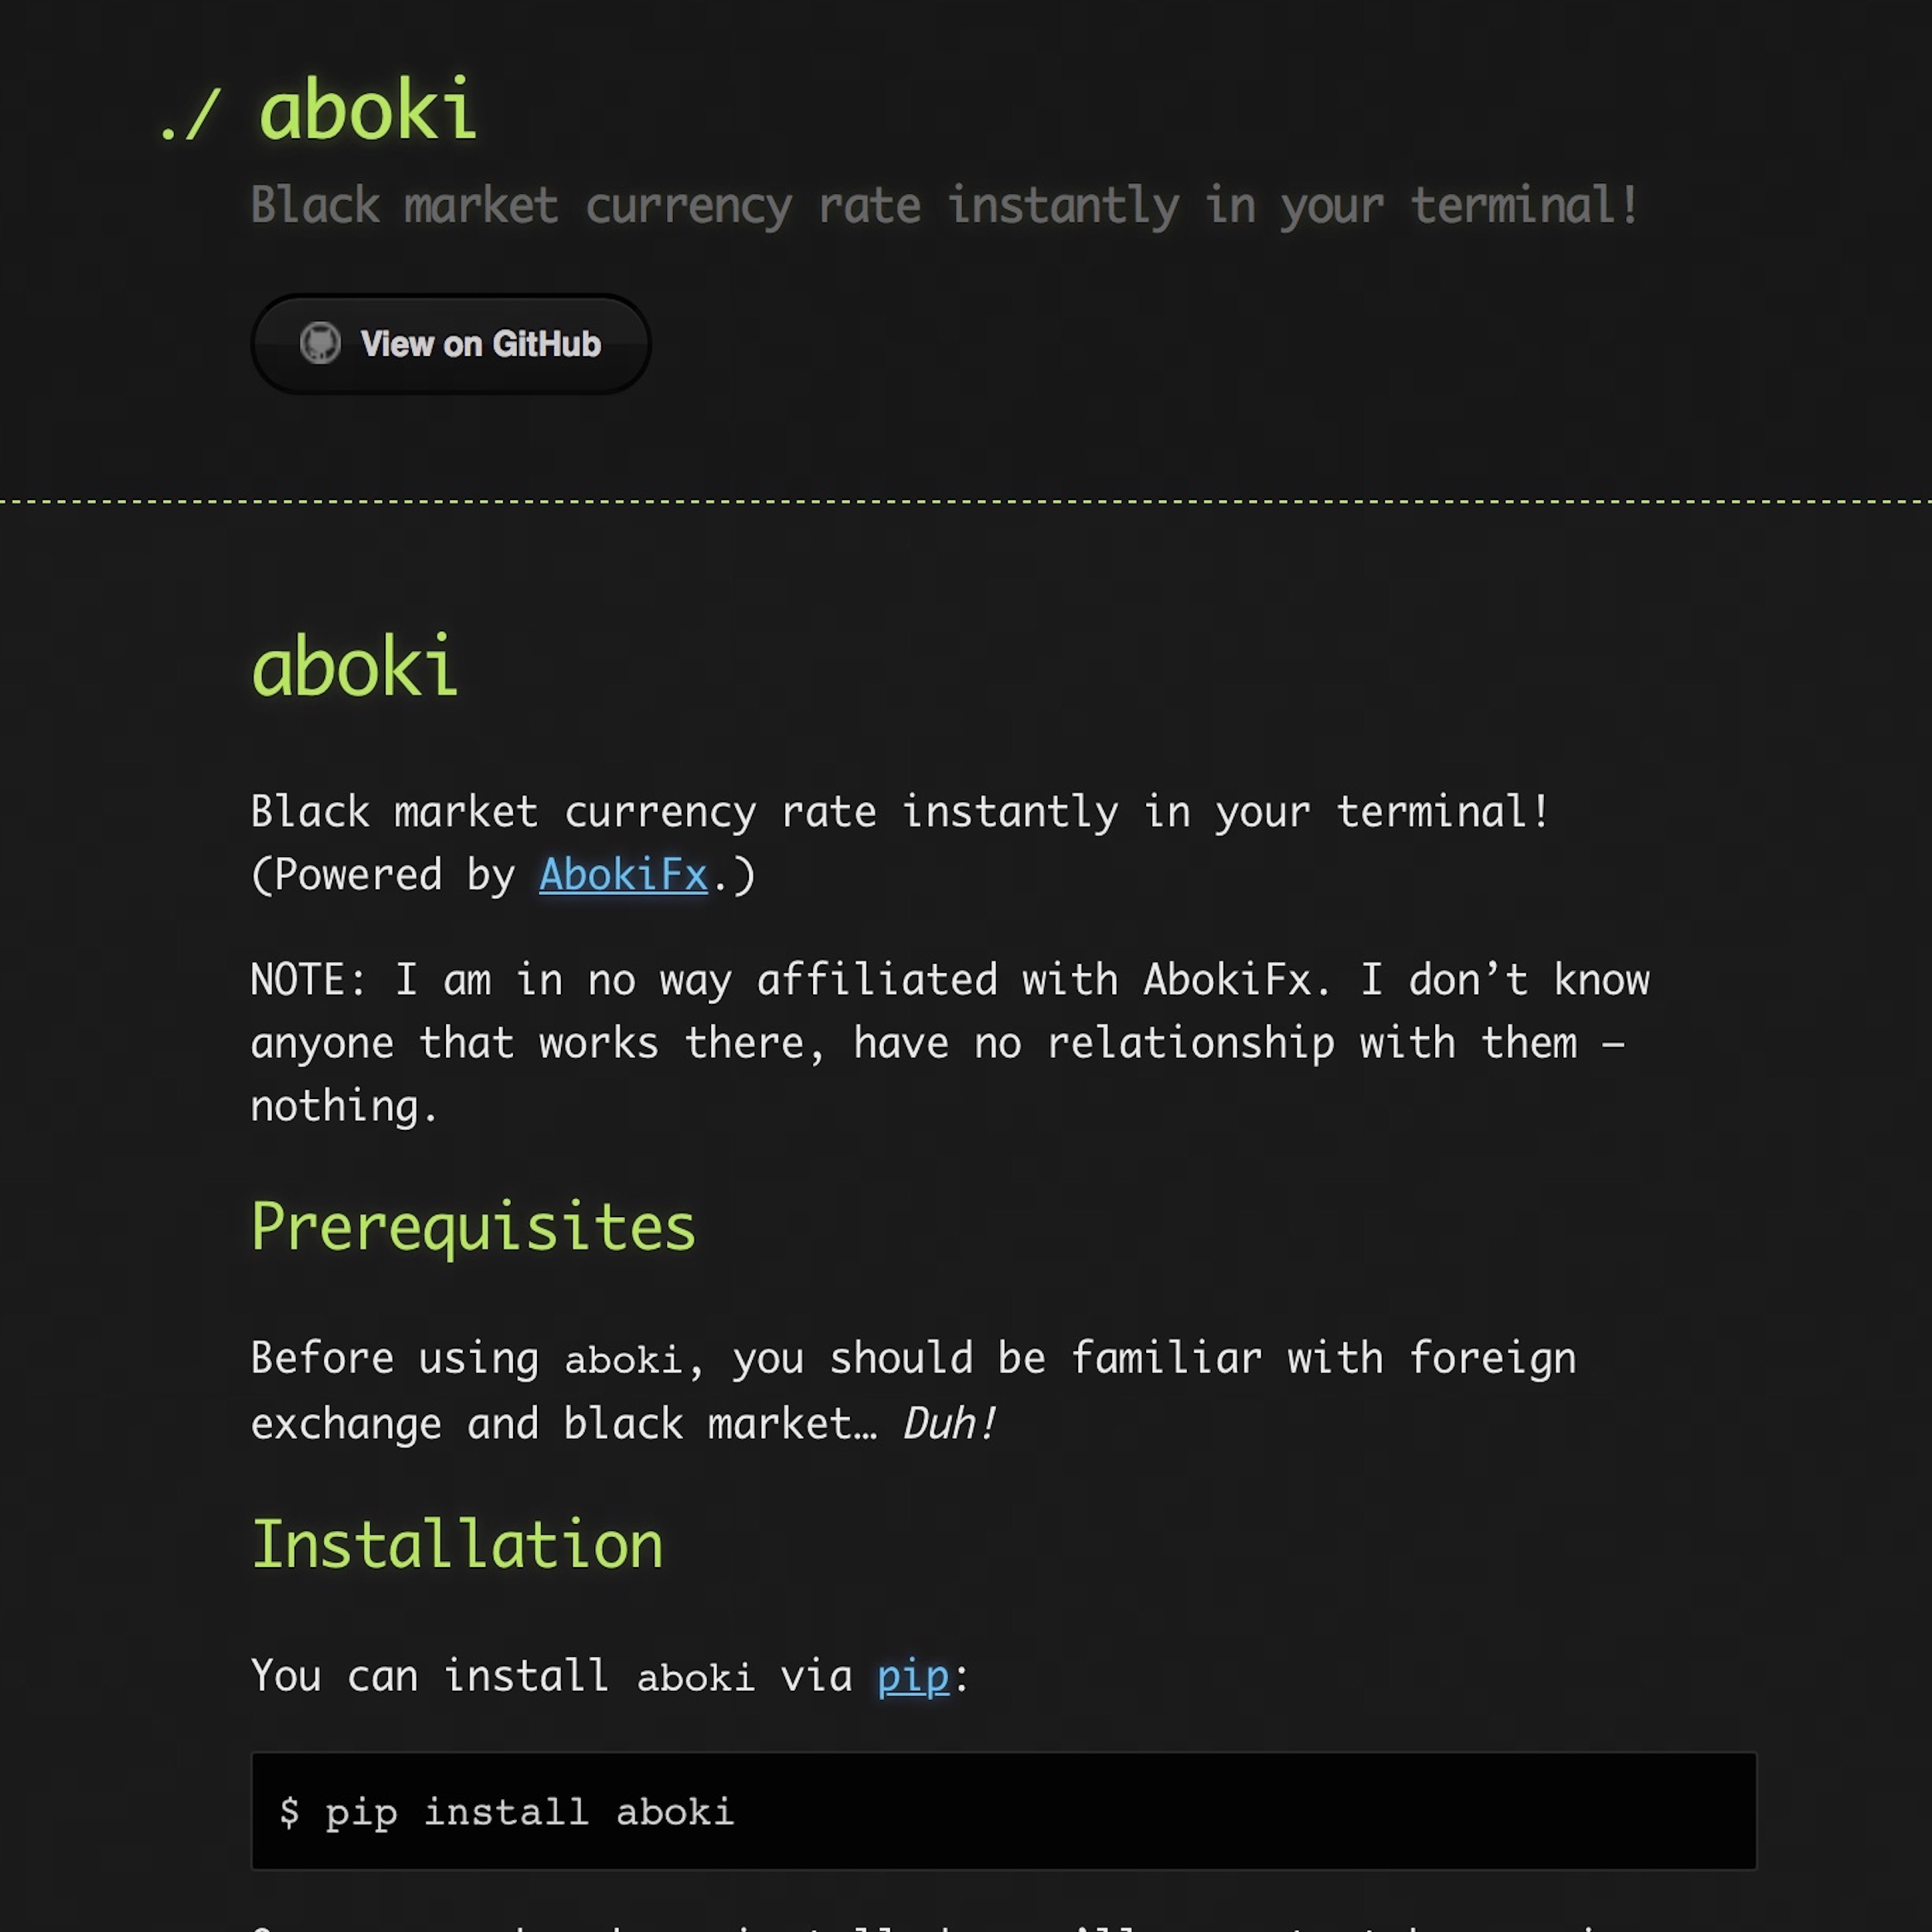 ./ aboki
Black market currency rate instantly in your terminal!
View on GitHub
aboki
Black market currency rate instantly in your terminal!
(Powered by AbokiFx.)
NOTE: I am in no way affiliated with AbokiFx. I don’t know
anyone that works there, have no relationship with them —
nothing.
Prerequisites
Before using aboki, you should be familiar with foreign
exchange and black market… Duh!
Installation
You can install aboki via pip:
$ pip install aboki